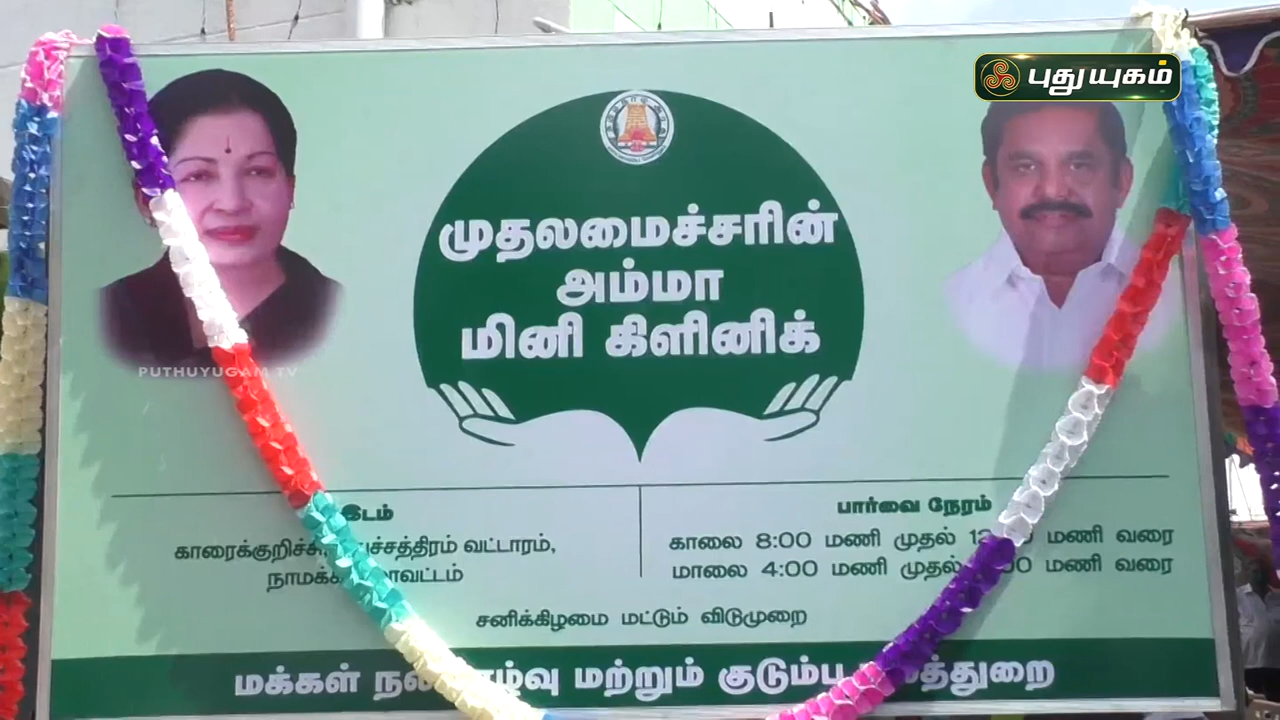 புதுயுகம்
முதலமைச்சரின்
அம்மா
மினி கிளினிக்
PUTHUYUGAM TV
இடம்
வட்டாரம்,
பார்வை நேரம்
காலை 8:00 மணி முதல் மணி வரை
மாலை 4:00 மணி முதல் மணி வரை
சனிக்கிழமை மட்டும் விடுமுறை
மக்கள் மற்றும்